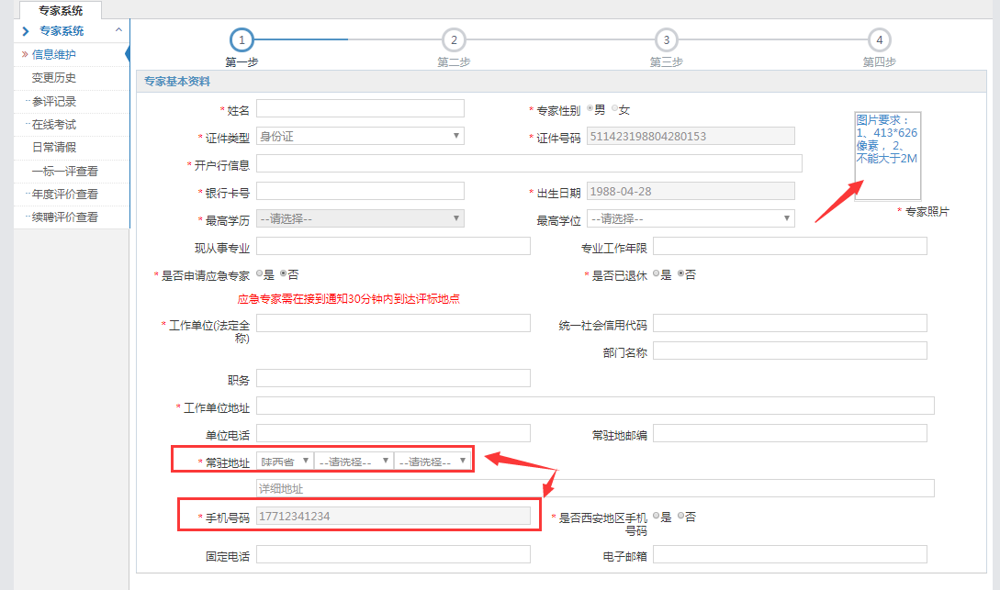 专家系统
专家系统
信息维护
变更历史
参评记录
在线考试
日常请假
一标一评查看
年度评价查看
续聘评价查看
1 2 3 4
第一步 第二步 第三步 第四步
专家基本资料
* 姓名 * 专家性别 男 女
* 证件类型 身份证 * 证件号码 511423198804280153
图片要求：
1、413*626
像素， 2、
不能大于2M
* 专家照片
* 开户行信息
* 银行卡号 * 出生日期 1988-04-28
* 最高学历 --请选择-- 最高学位 --请选择--
现从事专业 专业工作年限
* 是否申请应急专家 是 否 * 是否已退休 是 否
应急专家需在接到通知30分钟内到达评标地点
* 工作单位(法定全
称)
统一社会信用代码
部门名称
职务
* 工作单位地址
单位电话 常驻地邮编
* 常驻地址 陕西省 --请选择-- --请选择--
详细地址
* 手机号码 17712341234 * 是否西安地区手机
号码
是 否
固定电话 电子邮箱